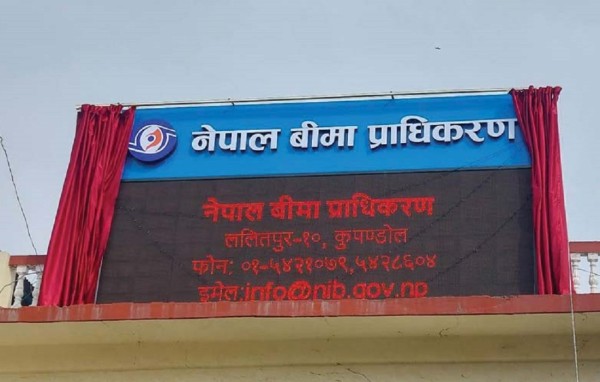 नेपाल बीमा प्राधिकरण
नेपाल बीमा प्राधिकरण
ललितपुर-१०, कुपण्डोल
फोन: ०१-५४२१०७९,५४२८६०४
इमेल:info@nib.gov.np